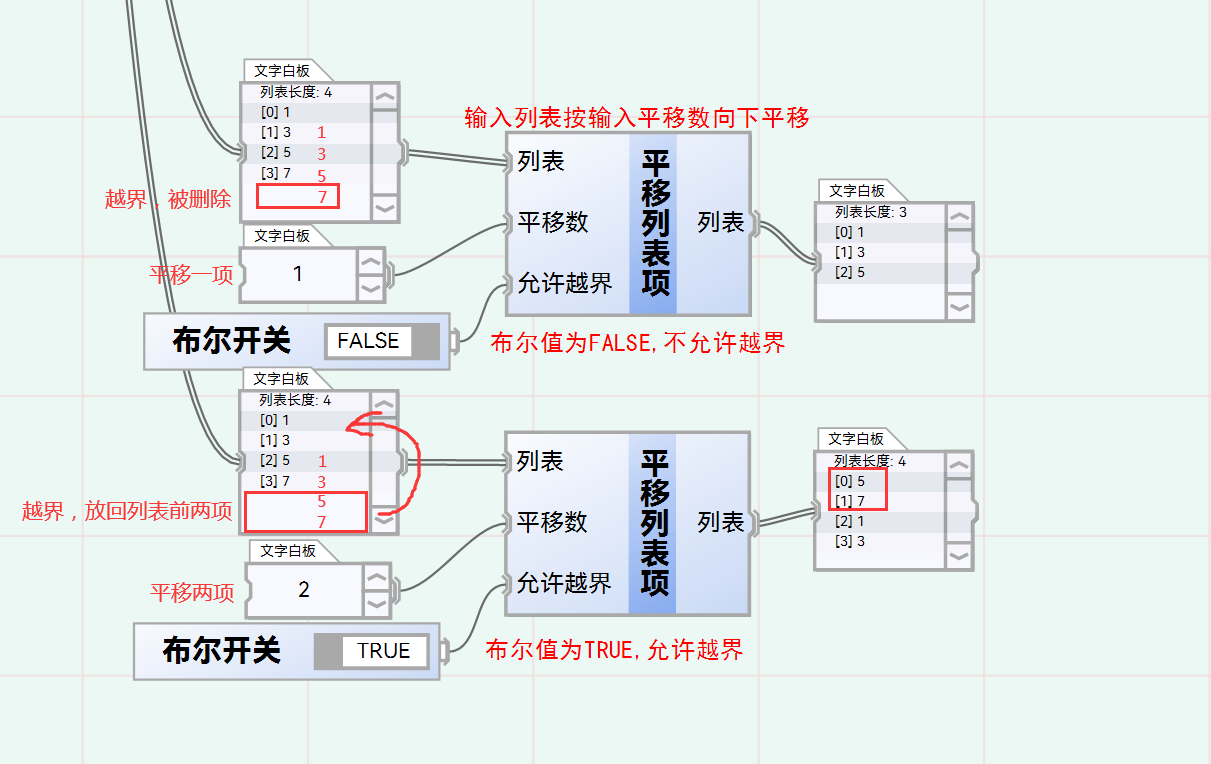 文字白板
列表长度: 4
[0] 1
[1] 3 1
[2] 5 3
[3] 7 5
7
越界，被删除
文字白板
1
平移一项
布尔开关 FALSE
输入列表按输入平移数向下平移
列表
平移数
允许越界
平移列表项
列表
布尔值为FALSE,不允许越界
文字白板
列表长度: 3
[0] 1
[1] 3
[2] 5
文字白板
列表长度: 4
[0] 1
[1] 3
[2] 5 1
[3] 7 3
5
7
越界，放回列表前两项
文字白板
2
平移两项
布尔开关 TRUE
列表
平移数
允许越界
平移列表项
列表
布尔值为TRUE,允许越界
文字白板
列表长度: 4
[0] 5
[1] 7
[2] 1
[3] 3